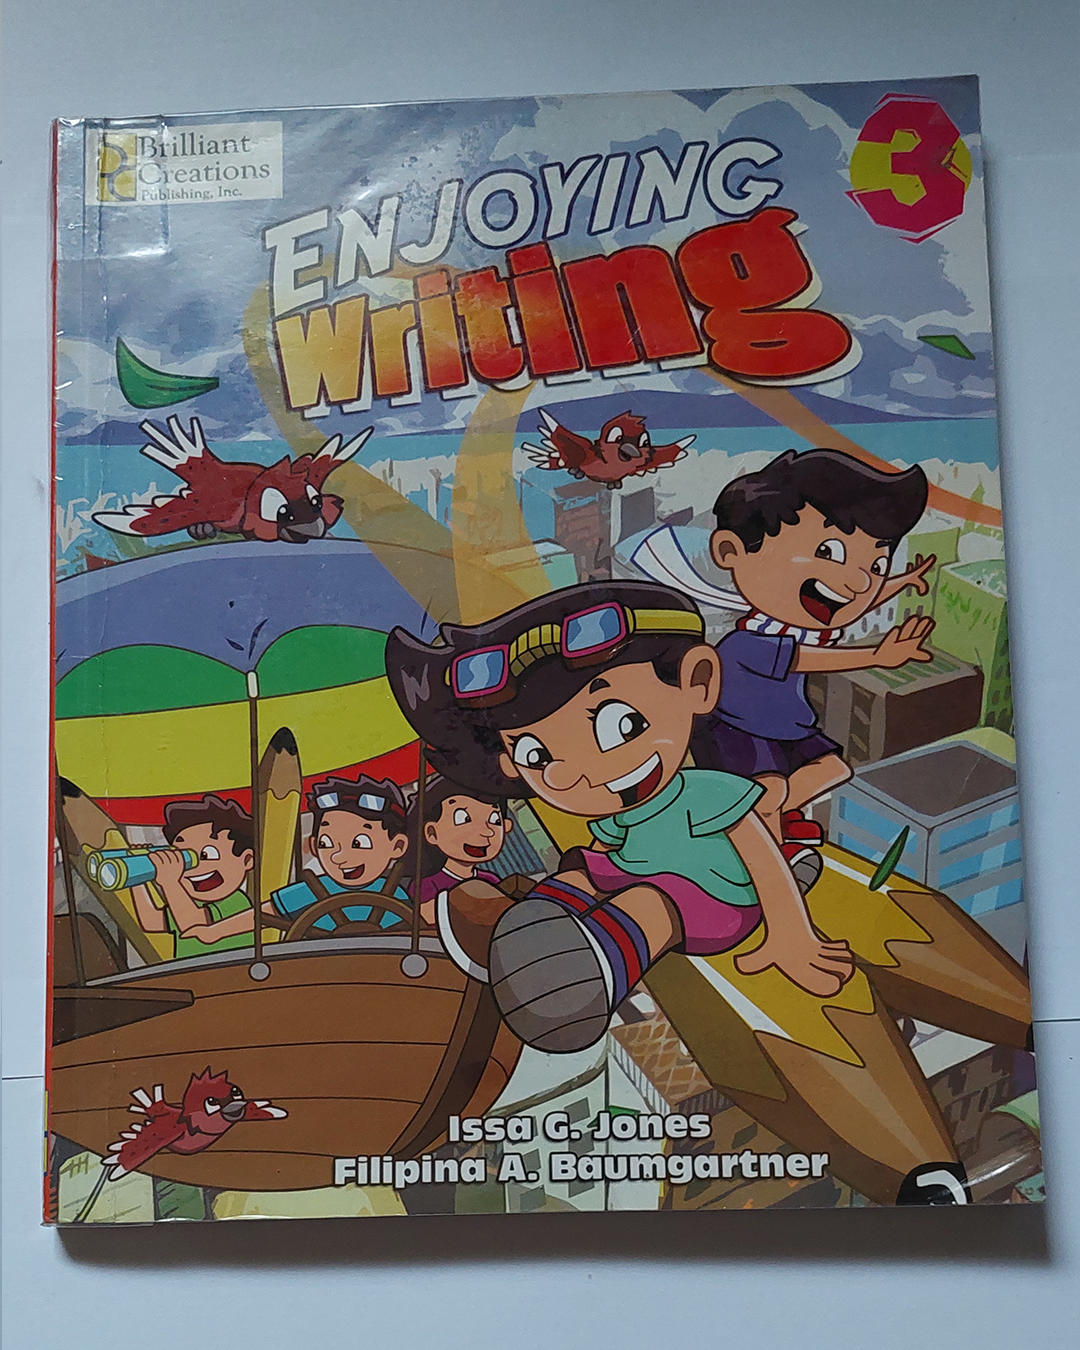 Brilliant
Creations
Publishing, Inc.
3
ENJOYING
Writing
Issa G. Jones
Filipina A. Baumgartner